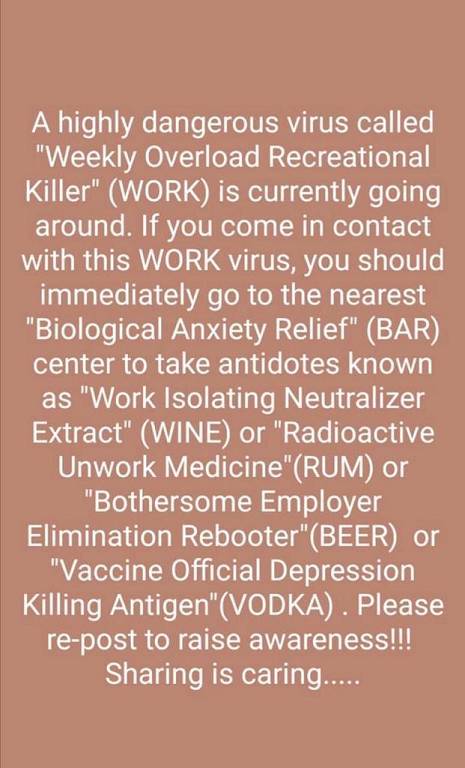 A highly dangerous virus called
"Weekly Overload Recreational
Killer" (WORK) is currently going
around. If you come in contact
with this WORK virus, you should
immediately go to the nearest
"Biological Anxiety Relief" (BAR)
center to take antidotes known
as "Work Isolating Neutralizer
Extract" (WINE) or "Radioactive
Unwork Medicine"(RUM) or
"Bothersome Employer
Elimination Rebooter"(BEER)  or
"Vaccine Official Depression
Killing Antigen"(VODKA) . Please
re-post to raise awareness!!!
Sharing is caring.....